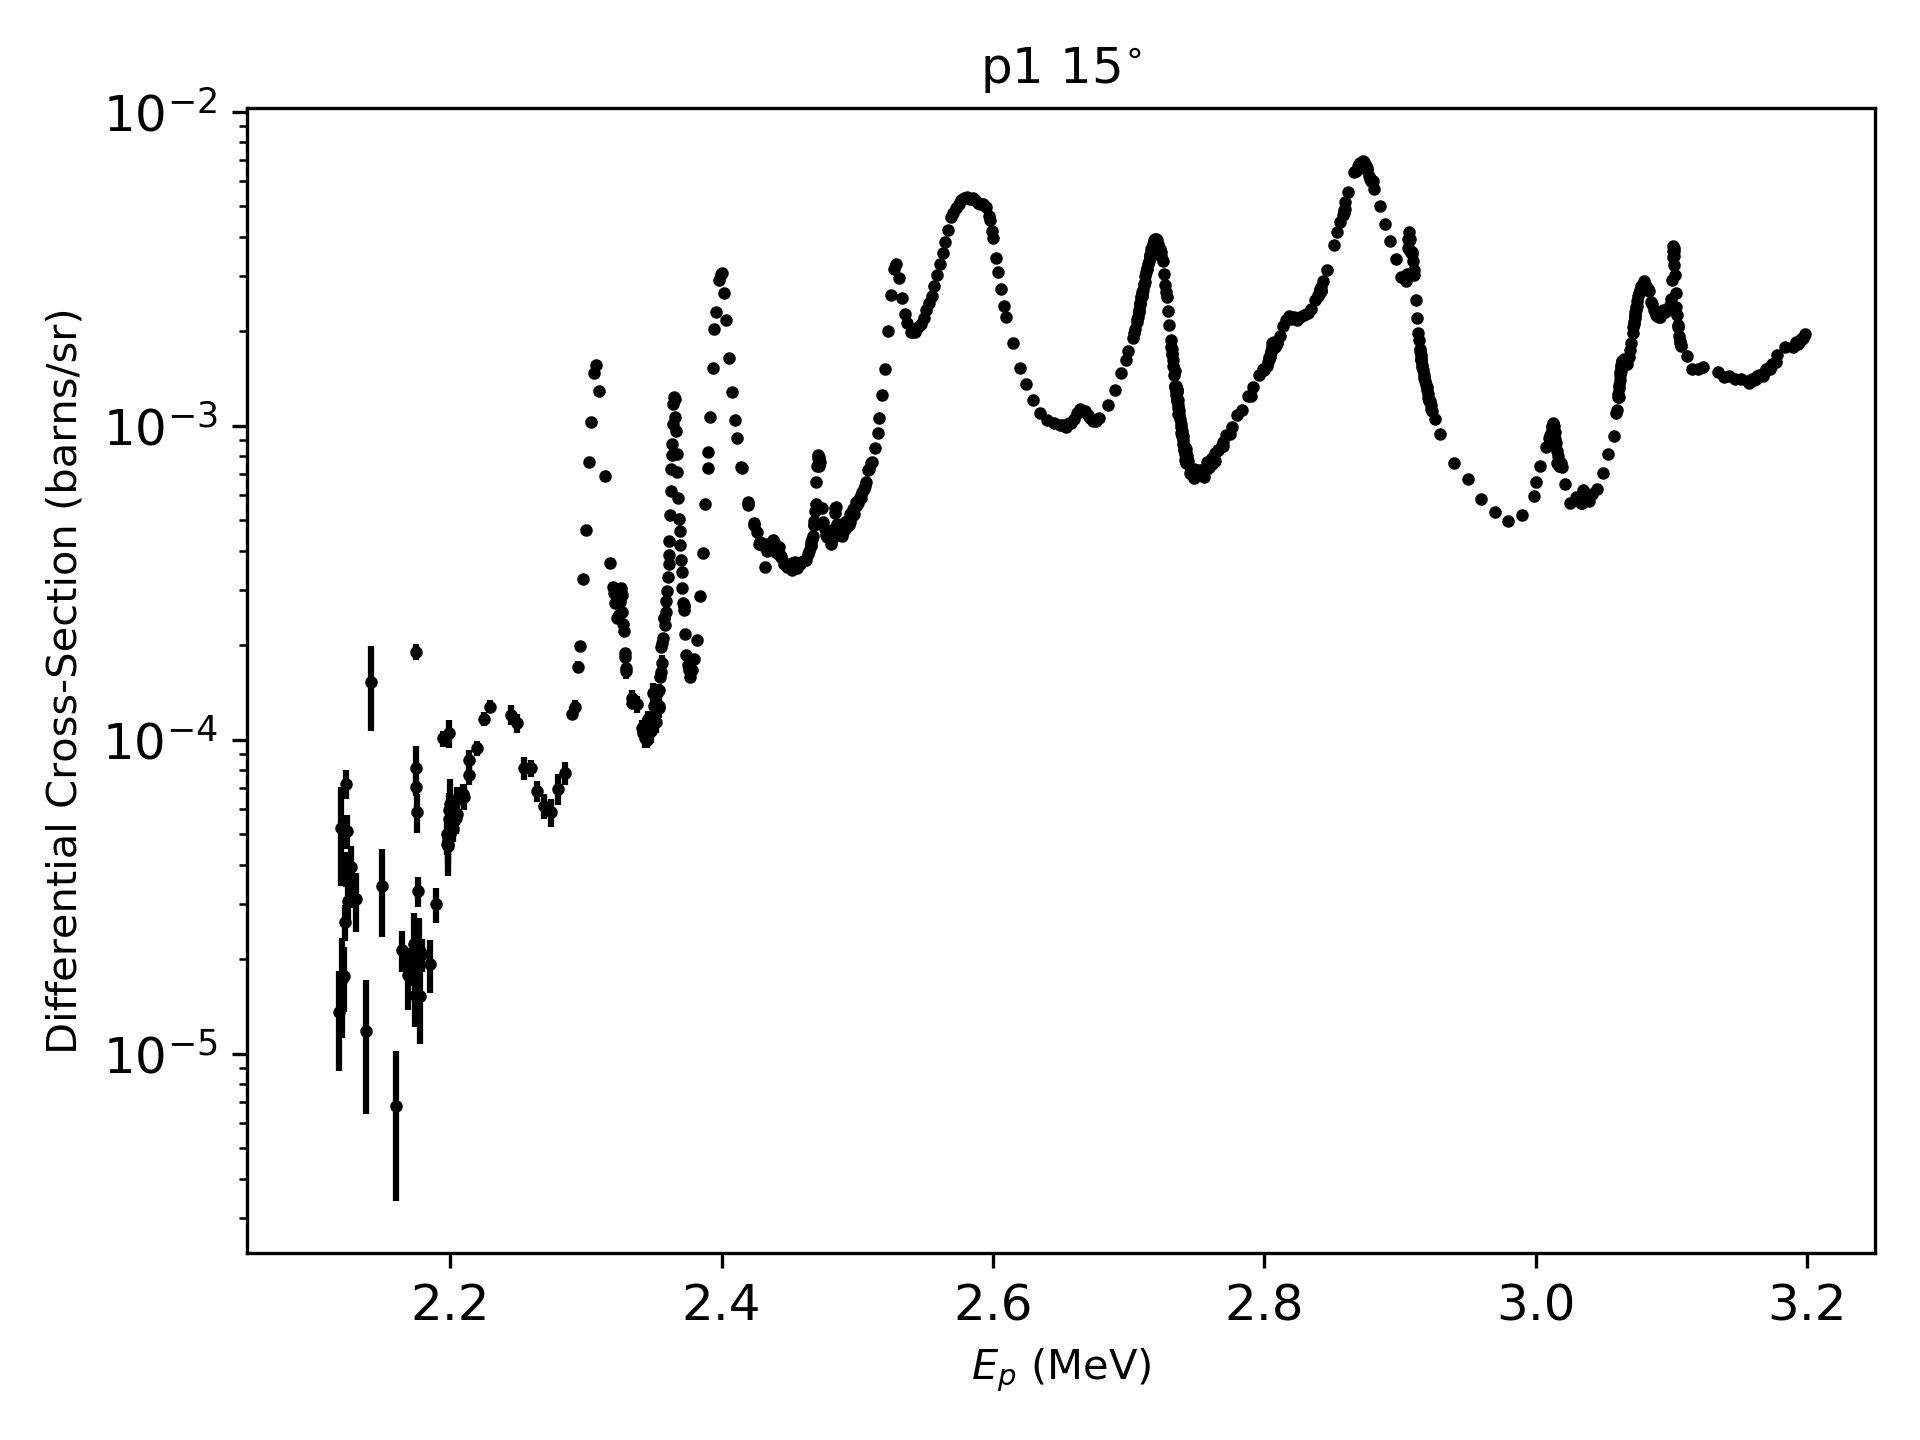 p1 15°
Differential Cross-Section (barns/sr)
10⁻²
10⁻³
10⁻⁴
10⁻⁵
2.2 2.4 2.6 2.8 3.0 3.2
Eₚ (MeV)